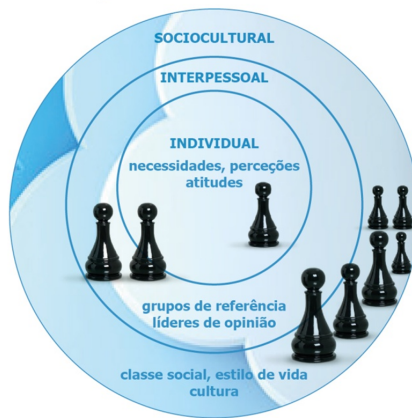 SOCIOCULTURAL
INTERPESSOAL
INDIVIDUAL
necessidades, perceções
atitudes
grupos de referência
líderes de opinião
classe social, estilo de vida
cultura